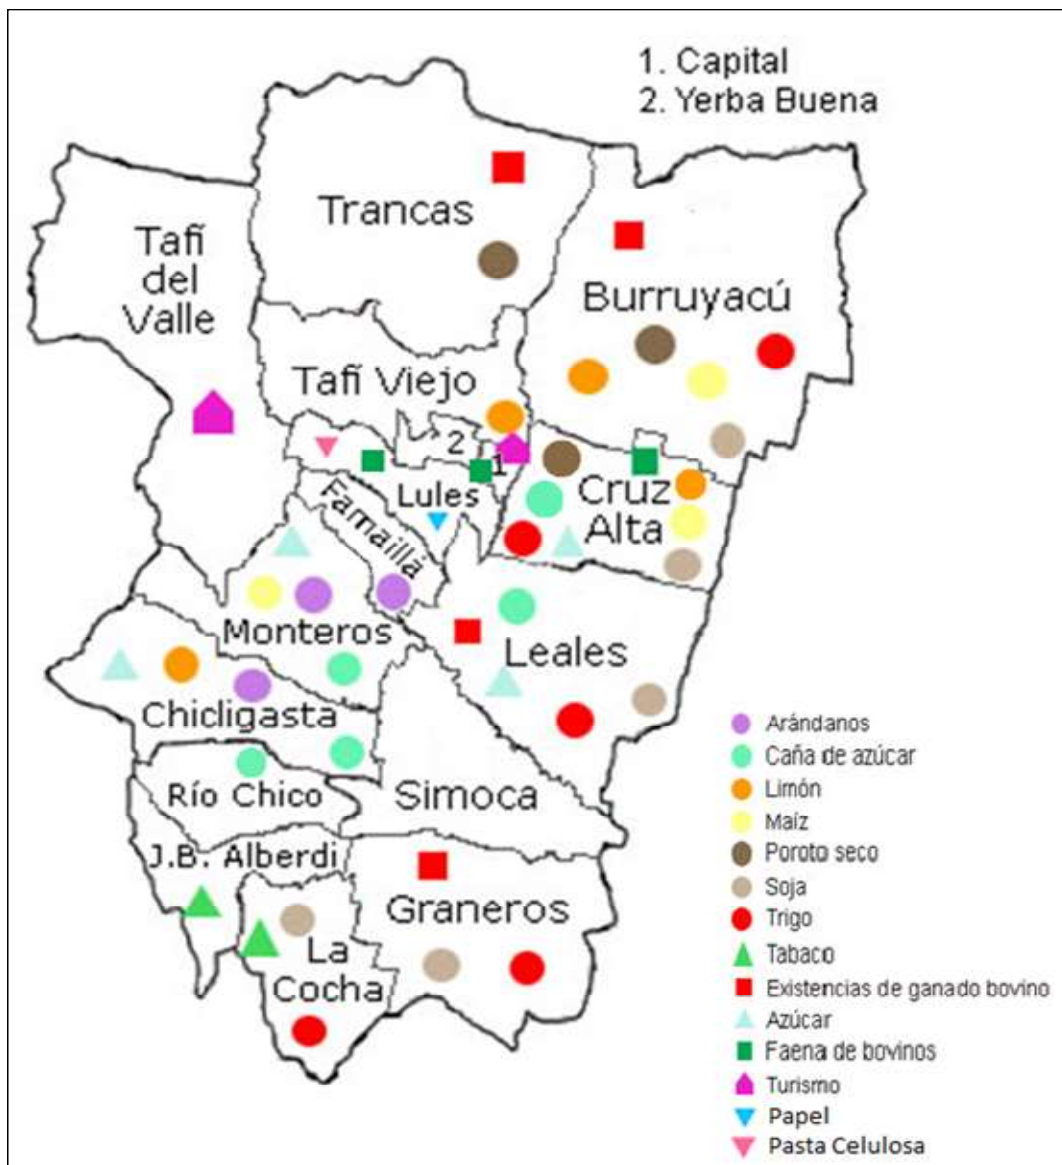 1. Capital
2. Yerba Buena
Trancas
Tafí
del
Valle
Burruyacú
Tafí Viejo
2
1
Lules
Cruz
Alta
Famaillá
Monteros
Leales
Chicligasta
Río Chico
Simoca
J.B. Alberdi
Graneros
La
Cocha
Arándanos
Caña de azúcar
Limón
Maíz
Poroto seco
Soja
Trigo
Tabaco
Existencias de ganado bovino
Azúcar
Faena de bovinos
Turismo
Papel
Pasta Celulosa